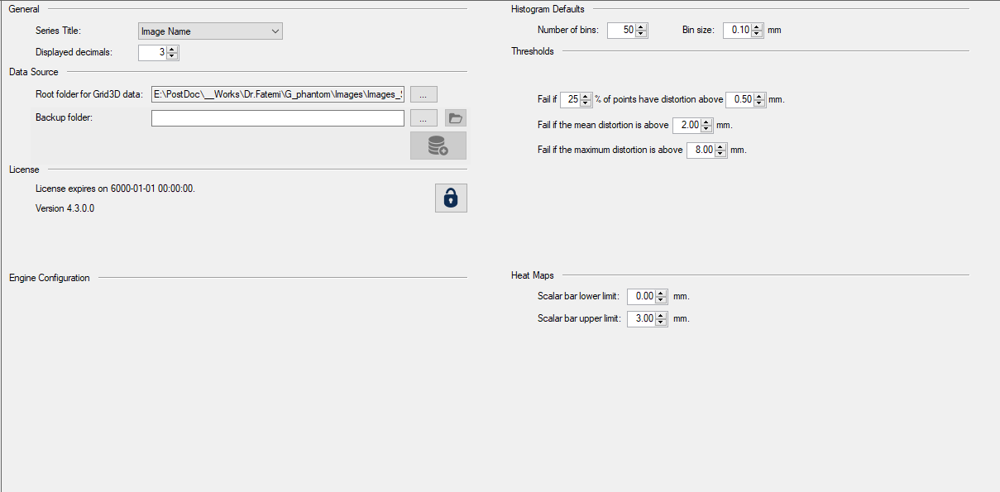 General
Series Title: Image Name
Displayed decimals: 3
Data Source
Root folder for Grid3D data: E:\PostDoc\__Works\Dr.Fatemi\G_phantom\Images\Images_S ...
Backup folder: ...
License
License expires on 6000-01-01 00:00:00.
Version 4.3.0.0
Engine Configuration
Histogram Defaults
Number of bins: 50 Bin size: 0.10 mm
Thresholds
Fail if 25 % of points have distortion above 0.50 mm.
Fail if the mean distortion is above 2.00 mm.
Fail if the maximum distortion is above 8.00 mm.
Heat Maps
Scalar bar lower limit: 0.00 mm.
Scalar bar upper limit: 3.00 mm.